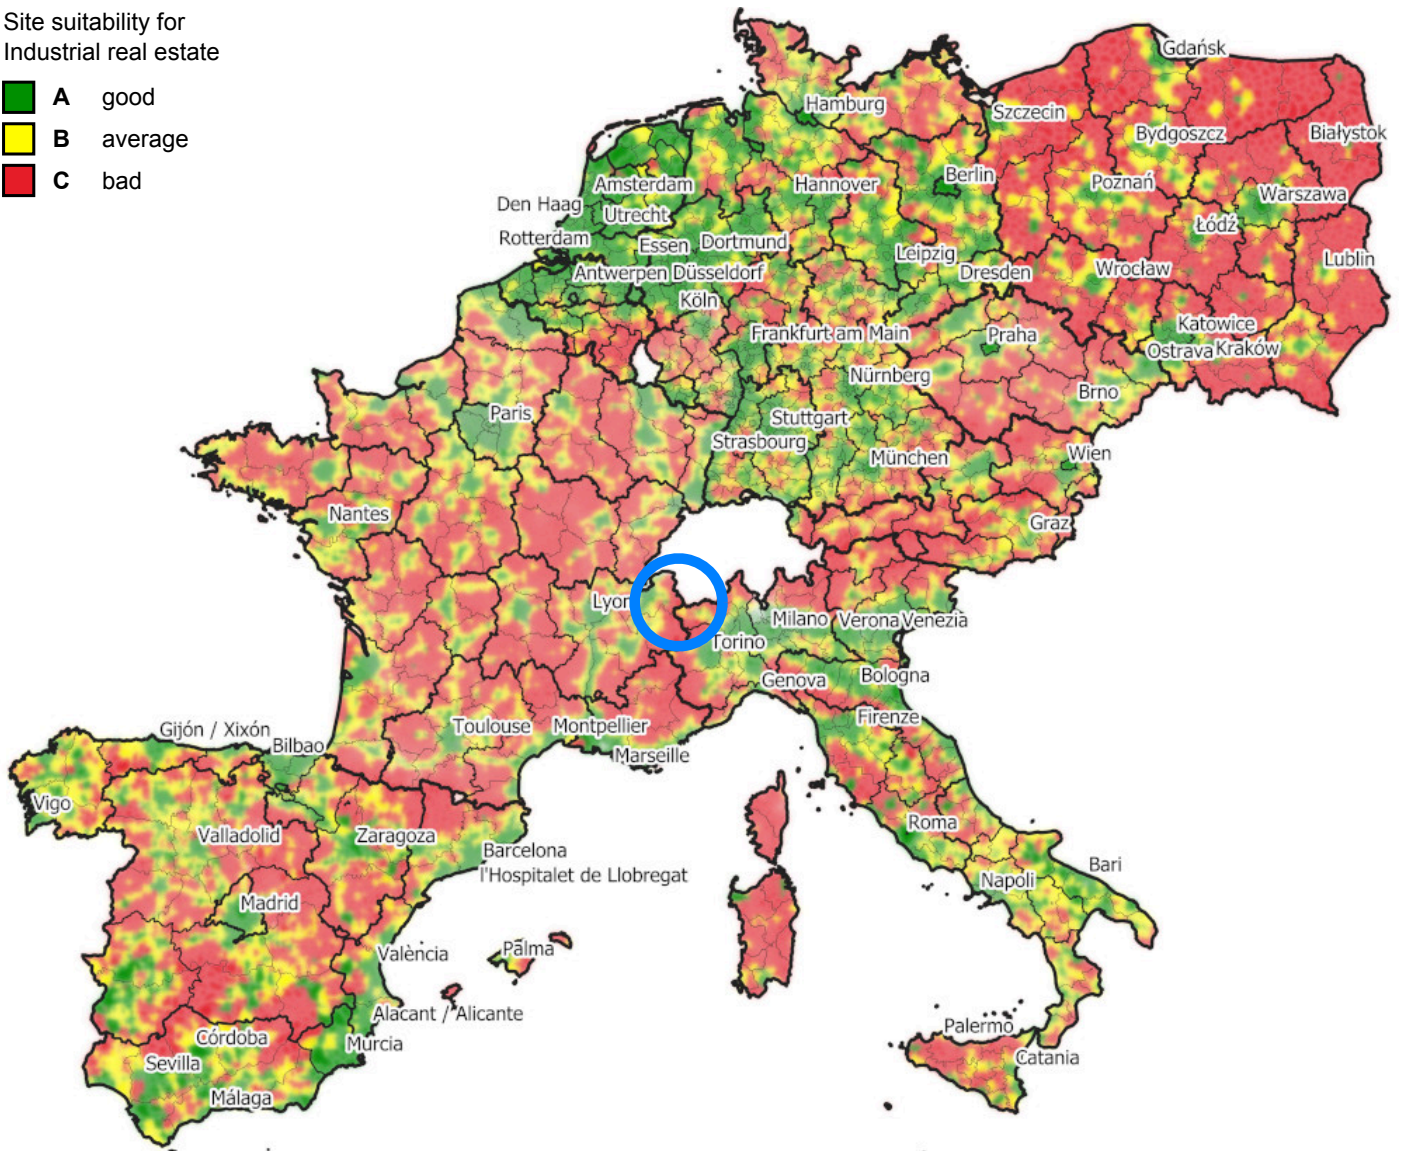 Site suitability for
Industrial real estate
A good
B average
C bad
Gdańsk
Hamburg
Szczecin
Bydgoszcz
Białystok
Amsterdam
Hannover
Berlin
Poznań
Warszawa
Den Haag
Utrecht
Łódź
Rotterdam
Essen
Dortmund
Leipzig
Lublin
Antwerpen
Düsseldorf
Dresden
Wrocław
Köln
Katowice
Frankfurt am Main
Praha
Ostrava
Kraków
Nürnberg
Brno
Paris
Stuttgart
Strasbourg
München
Wien
Nantes
Graz
Lyon
Milano
Verona
Venezia
Torino
Genova
Bologna
Firenze
Gijón / Xixón
Bilbao
Toulouse
Montpellier
Marseille
Vigo
Valladolid
Zaragoza
Roma
Barcelona
l'Hospitalet de Llobregat
Bari
Napoli
Madrid
València
Palma
Alacant / Alicante
Palermo
Córdoba
Murcia
Catania
Sevilla
Málaga